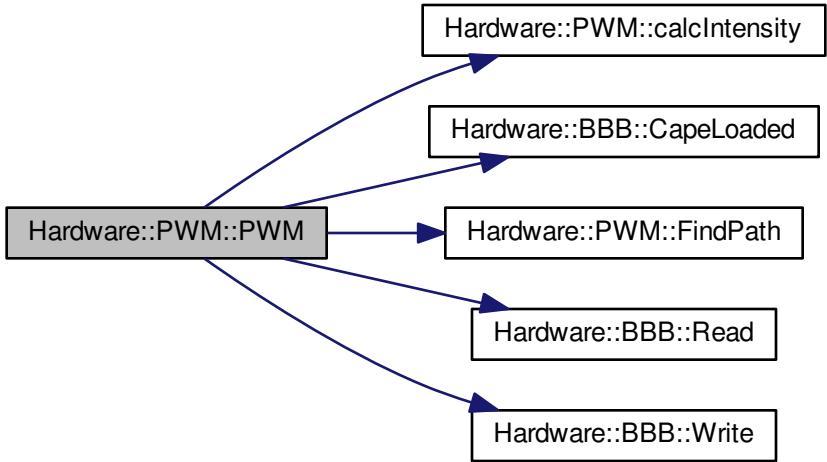 Hardware::PWM::calcIntensity
Hardware::BBB::CapeLoaded
Hardware::PWM::PWM
Hardware::PWM::FindPath
Hardware::BBB::Read
Hardware::BBB::Write